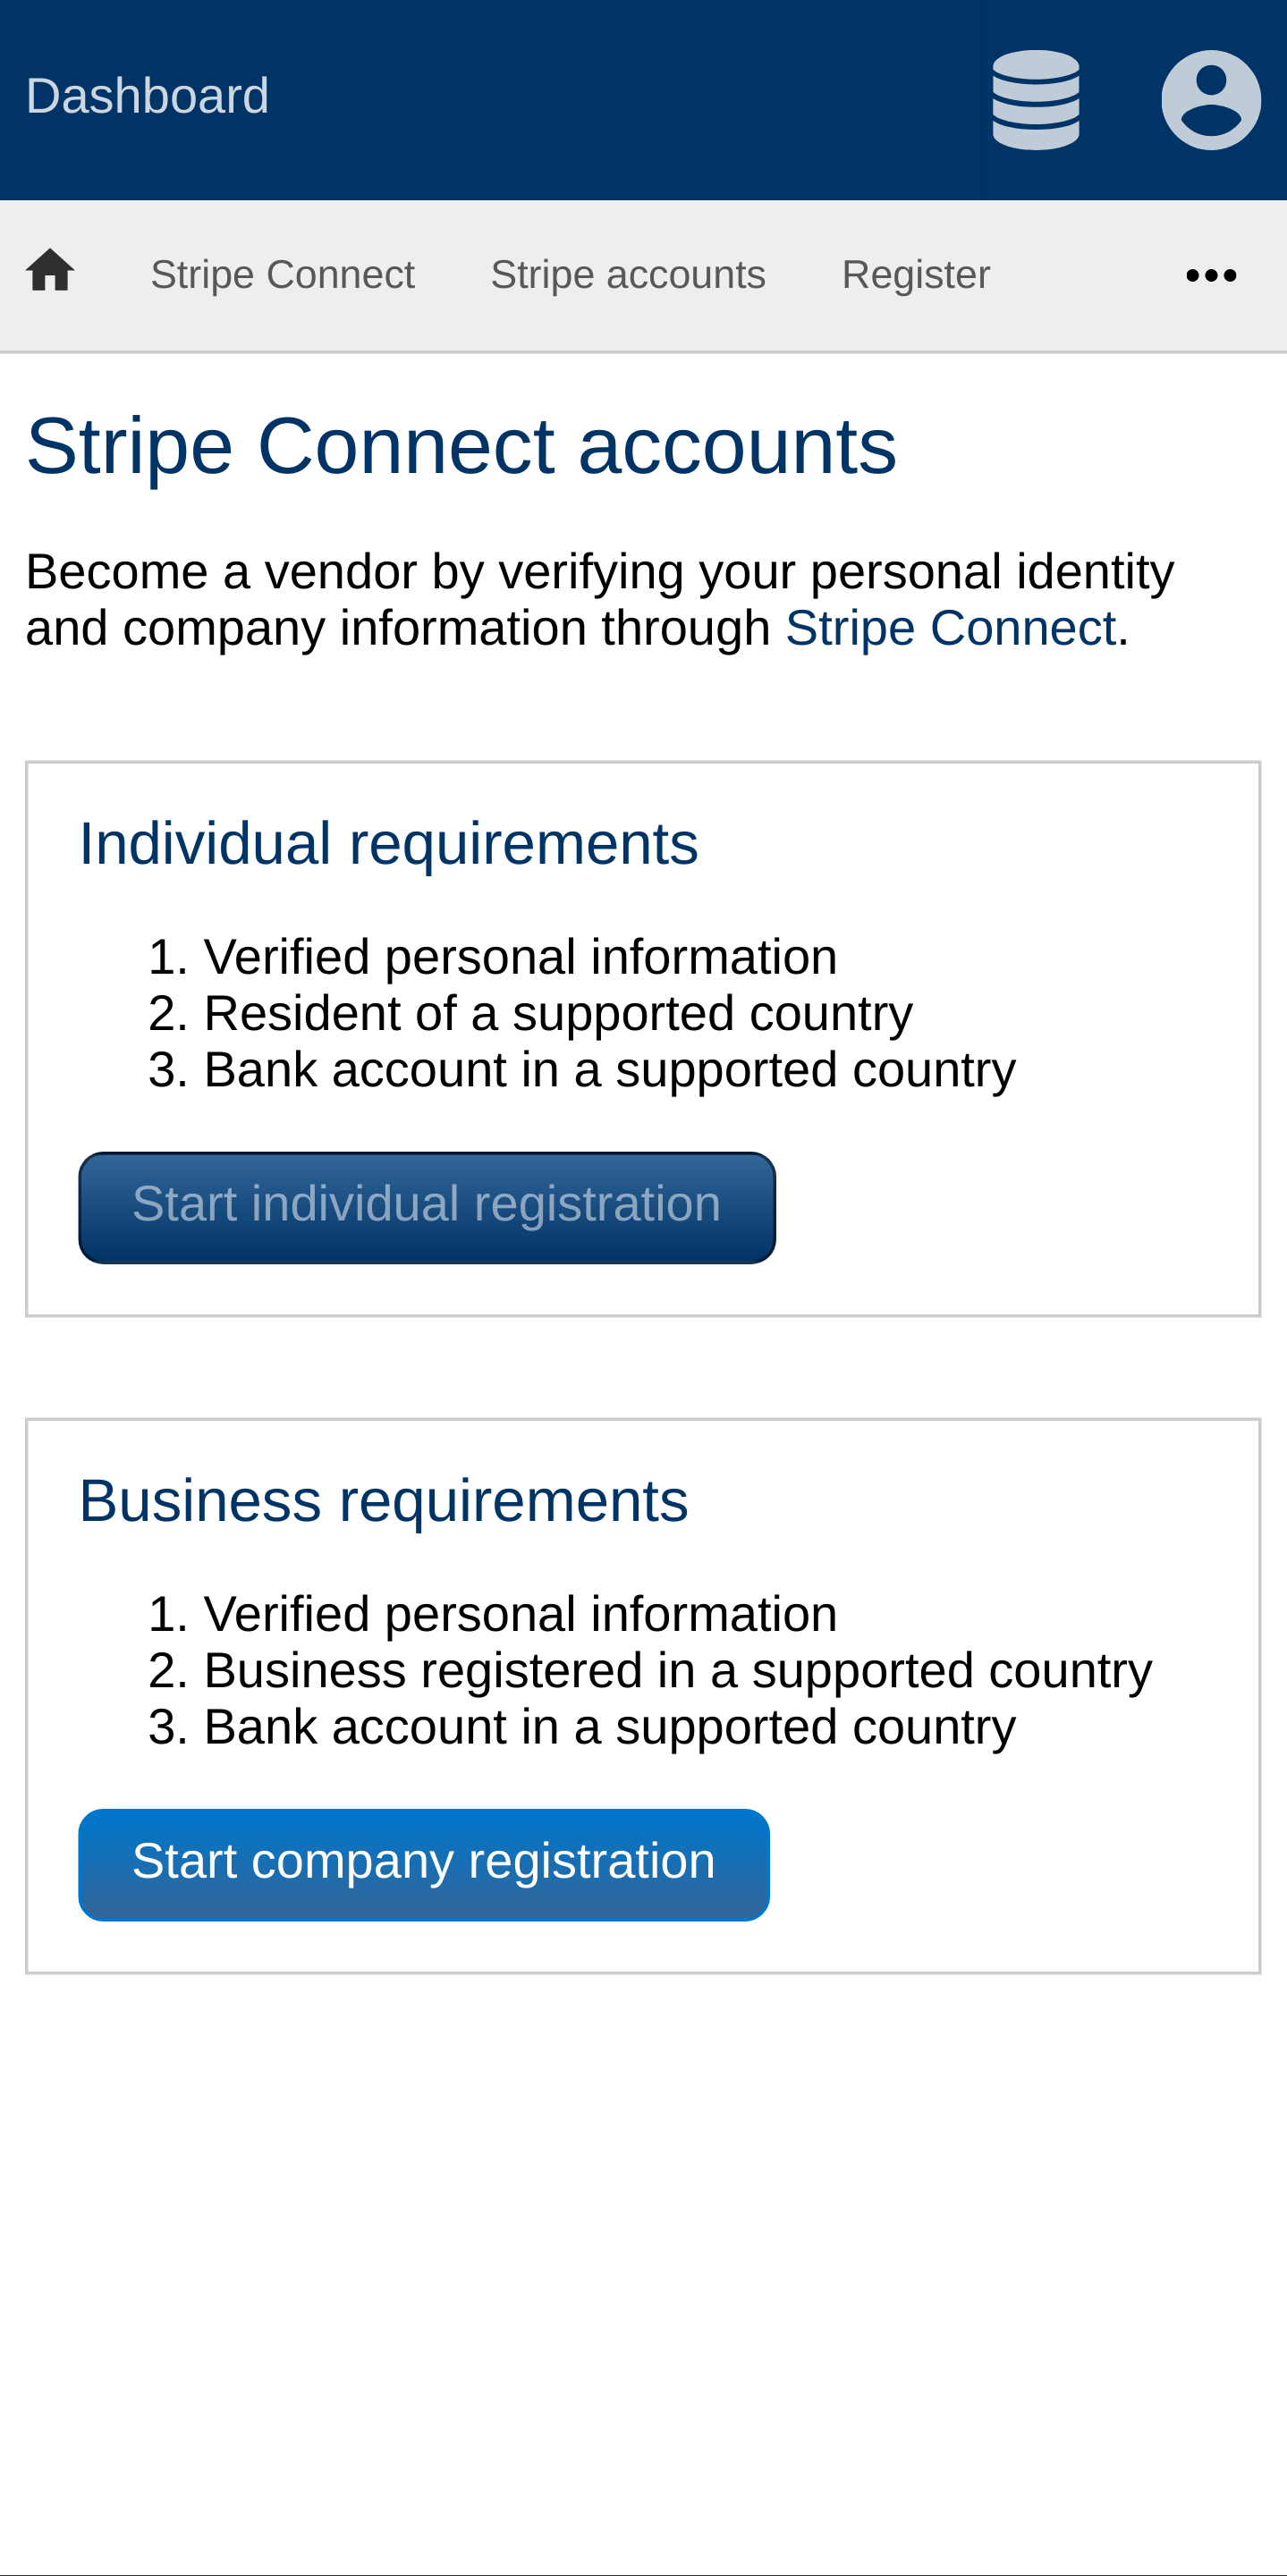 Dashboard
Stripe Connect Stripe accounts Register
Stripe Connect accounts
Become a vendor by verifying your personal identity
and company information through Stripe Connect.
Individual requirements
1. Verified personal information
2. Resident of a supported country
3. Bank account in a supported country
Start individual registration
Business requirements
1. Verified personal information
2. Business registered in a supported country
3. Bank account in a supported country
Start company registration